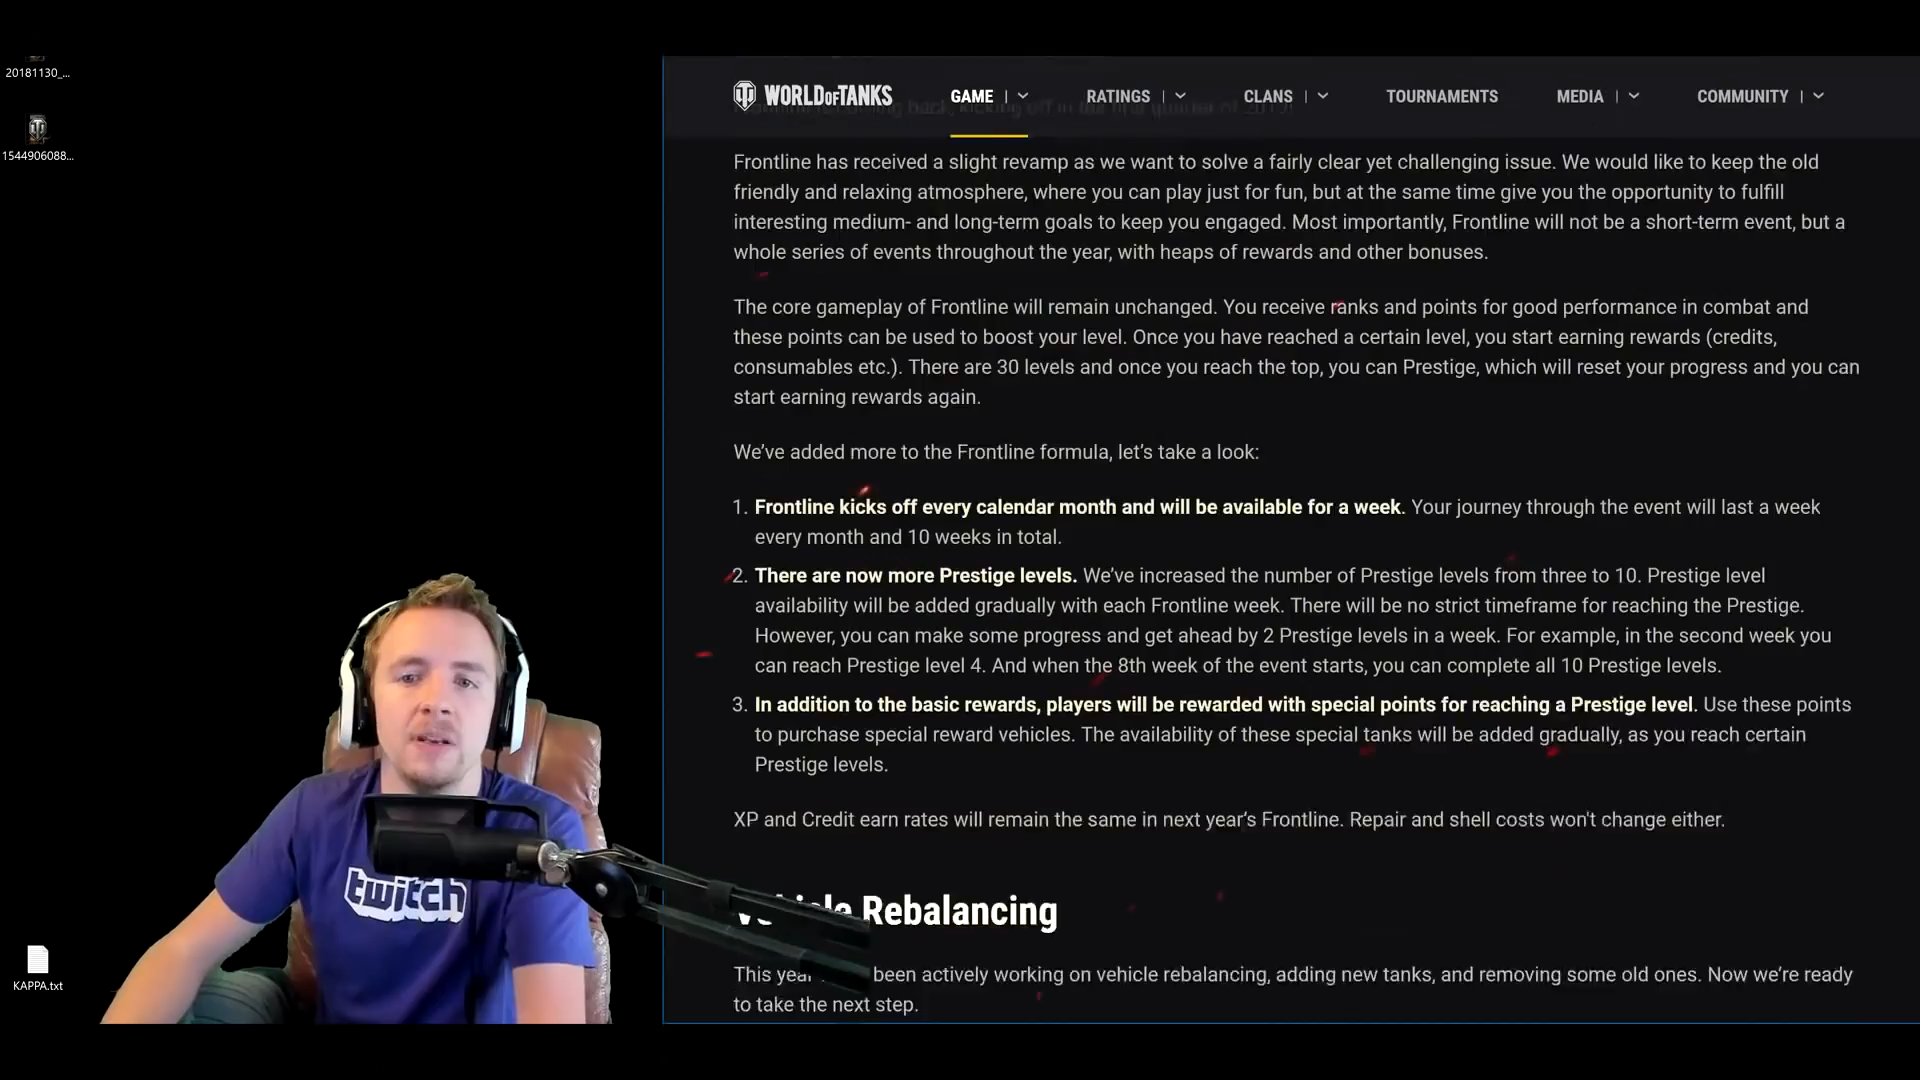 20181130_...
1544906088...
WORLD OF TANKS
GAME
RATINGS
CLANS
TOURNAMENTS
MEDIA
COMMUNITY
back, kicking off in the first quarter of 2019!
Frontline has received a slight revamp as we want to solve a fairly clear yet challenging issue. We would like to keep the old
friendly and relaxing atmosphere, where you can play just for fun, but at the same time give you the opportunity to fulfill
interesting medium- and long-term goals to keep you engaged. Most importantly, Frontline will not be a short-term event, but a
whole series of events throughout the year, with heaps of rewards and other bonuses.
The core gameplay of Frontline will remain unchanged. You receive ranks and points for good performance in combat and
these points can be used to boost your level. Once you have reached a certain level, you start earning rewards (credits,
consumables etc.). There are 30 levels and once you reach the top, you can Prestige, which will reset your progress and you can
start earning rewards again.
We've added more to the Frontline formula, let's take a look:
1. Frontline kicks off every calendar month and will be available for a week. Your journey through the event will last a week
every month and 10 weeks in total.
2. There are now more Prestige levels. We've increased the number of Prestige levels from three to 10. Prestige level
availability will be added gradually with each Frontline week. There will be no strict timeframe for reaching the Prestige.
However, you can make some progress and get ahead by 2 Prestige levels in a week. For example, in the second week you
can reach Prestige level 4. And when the 8th week of the event starts, you can complete all 10 Prestige levels.
3. In addition to the basic rewards, players will be rewarded with special points for reaching a Prestige level. Use these points
to purchase special reward vehicles. The availability of these special tanks will be added gradually, as you reach certain
Prestige levels.
XP and Credit earn rates will remain the same in next year's Frontline. Repair and shell costs won't change either.
Vehicle Rebalancing
This year been actively working on vehicle rebalancing, adding new tanks, and removing some old ones. Now we're ready
to take the next step.
twitch
KAPPA.txt